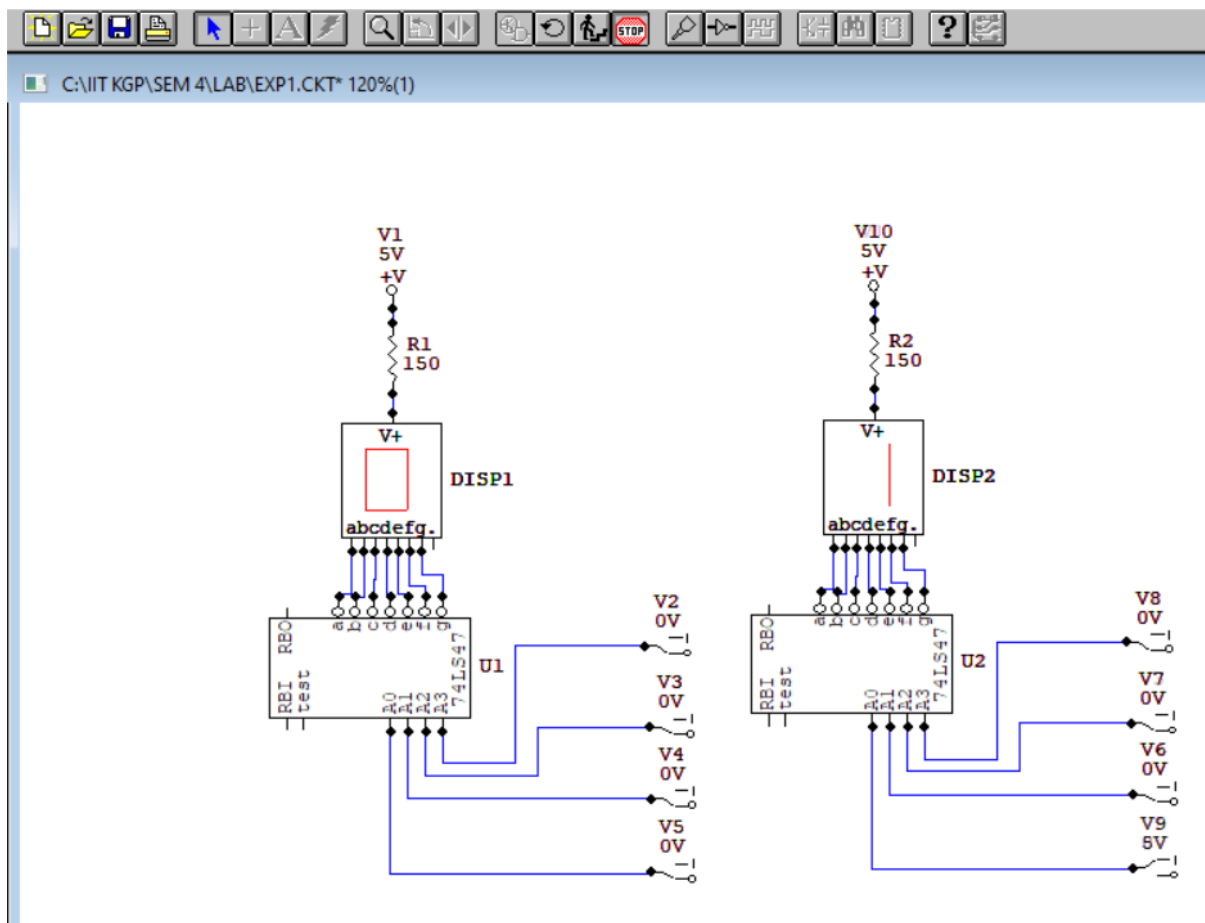 A
STOP
?
C:\IIT KGP\SEM 4\LAB\EXP1.CKT* 120%(1)
V1
5V
+V
R1
150
V+
DISP1
abcdefg.
a b c d e f g
RBO
RBI
test
74LS47
U1
A0 A1 A2 A3
V2
0V
V3
0V
V4
0V
V5
0V
V10
5V
+V
R2
150
V+
DISP2
abcdefg.
a b c d e f g
RBO
RBI
test
74LS47
U2
A0 A1 A2 A3
V8
0V
V7
0V
V6
0V
V9
5V